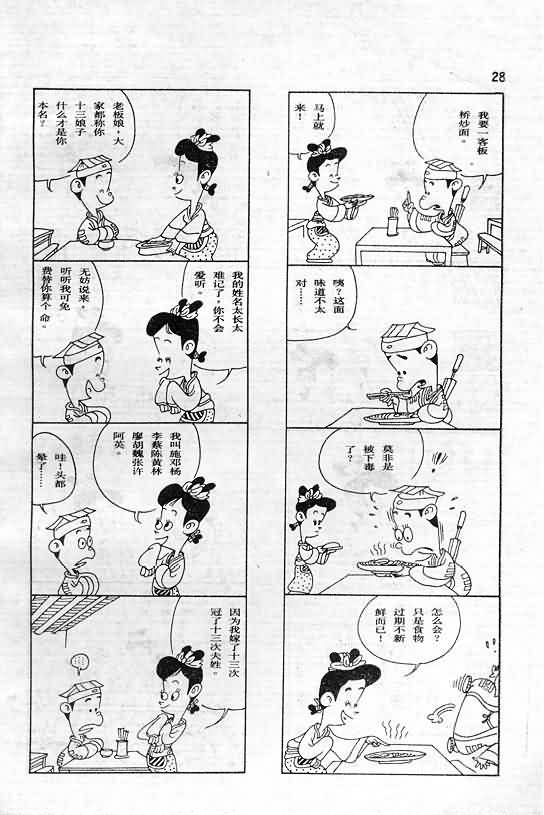 28
我要一客板
桥炒面。
马上就
来！
咦？这面
味道不太
对……
莫非是
被下毒
了？
怎么会？
只是食物
过期不新
鲜而已！
老板娘，大
家都称你
十三娘子
什么才是你
本名？
我的姓名太长太
难记了，你不会
爱听。
无妨说来，
听听我可免
费替你算个命。
我叫施邓杨
李蔡陈黄林
廖胡魏张许
阿英。
哇！头都
晕了……
因为我嫁了十三次
冠了十三次夫姓。